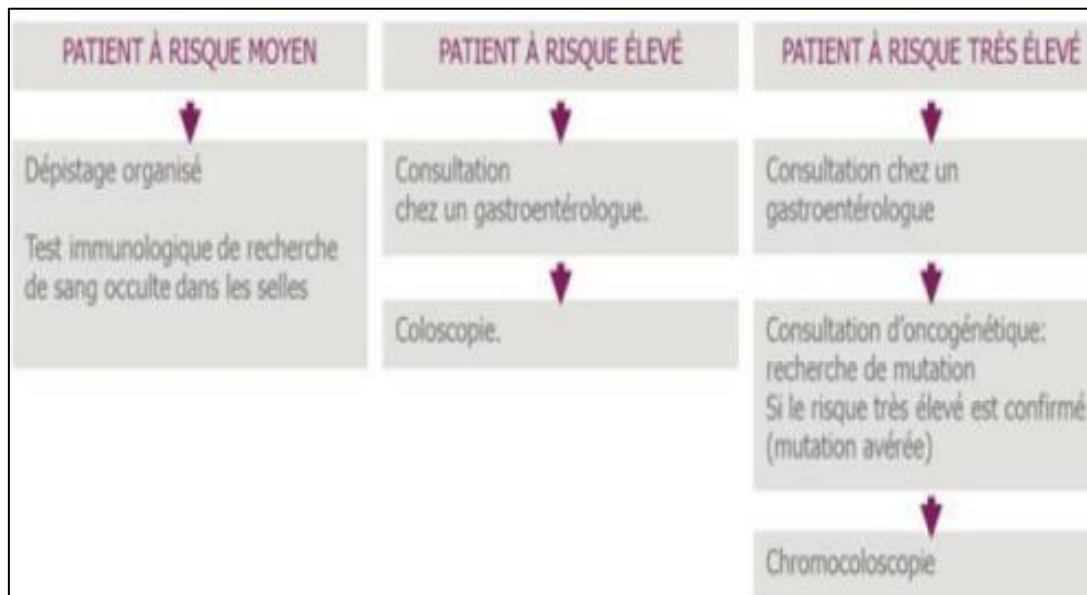 PATIENT À RISQUE MOYEN
Dépistage organisé
Test immunologique de recherche
de sang occulte dans les selles
PATIENT À RISQUE ÉLEVÉ
Consultation
chez un gastroentérologue.
Coloscopie.
PATIENT À RISQUE TRÈS ÉLEVÉ
Consultation chez un
gastroentérologue
Consultation d'oncogénétique:
recherche de mutation
Si le risque très élevé est confirmé
(mutation avérée)
Chromocoloscopie